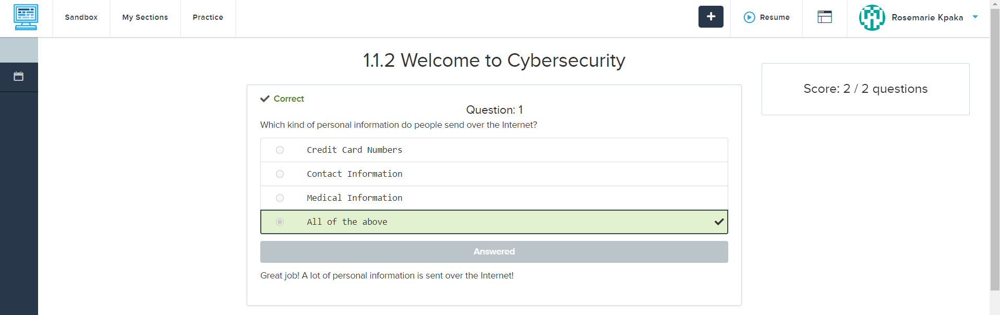 Sandbox
My Sections
Practice
Resume
Rosemarie Kpaka
1.1.2 Welcome to Cybersecurity
Score: 2 / 2 questions
Correct
Question: 1
Which kind of personal information do people send over the Internet?
Credit Card Numbers
Contact Information
Medical Information
All of the above
Answered
Great job! A lot of personal information is sent over the Internet!